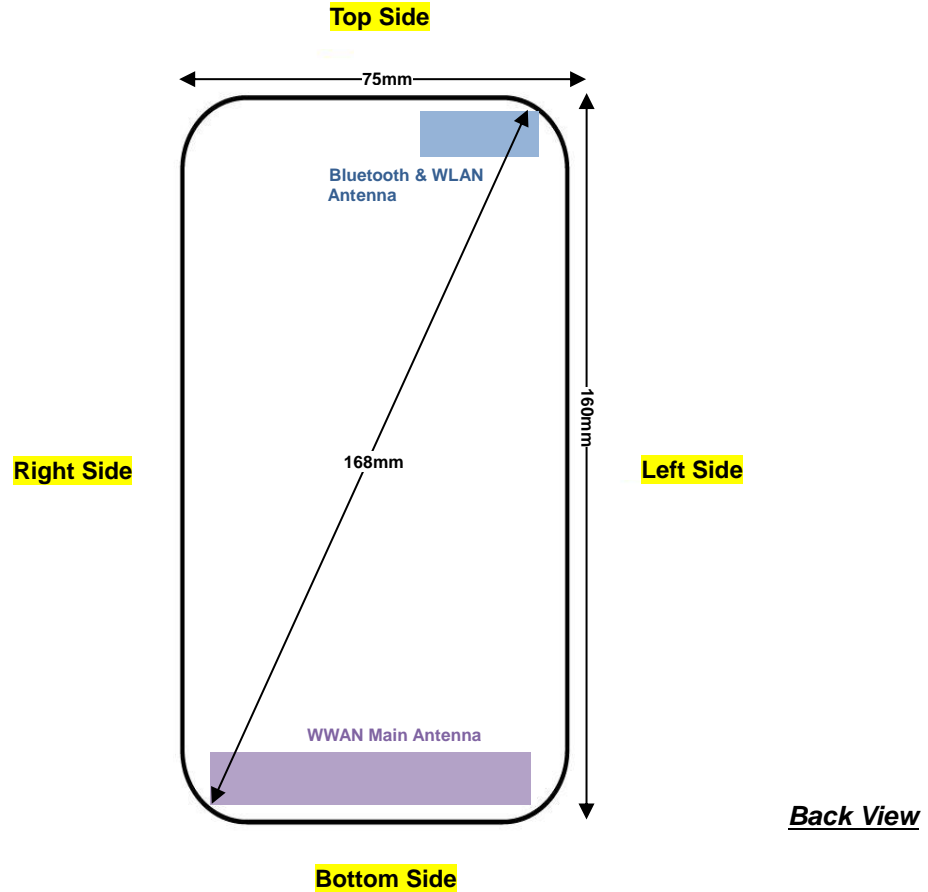 Top Side
75mm
Bluetooth & WLAN
Antenna
160mm
168mm
Right Side
Left Side
WWAN Main Antenna
Back View
Bottom Side